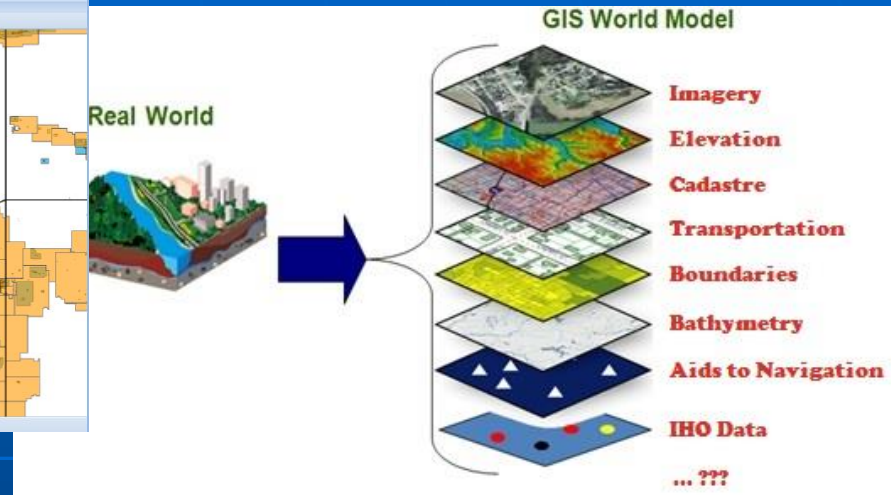 GIS World Model
Real World
Imagery
Elevation
Cadastre
Transportation
Boundaries
Bathymetry
Aids to Navigation
IHO Data
... ???